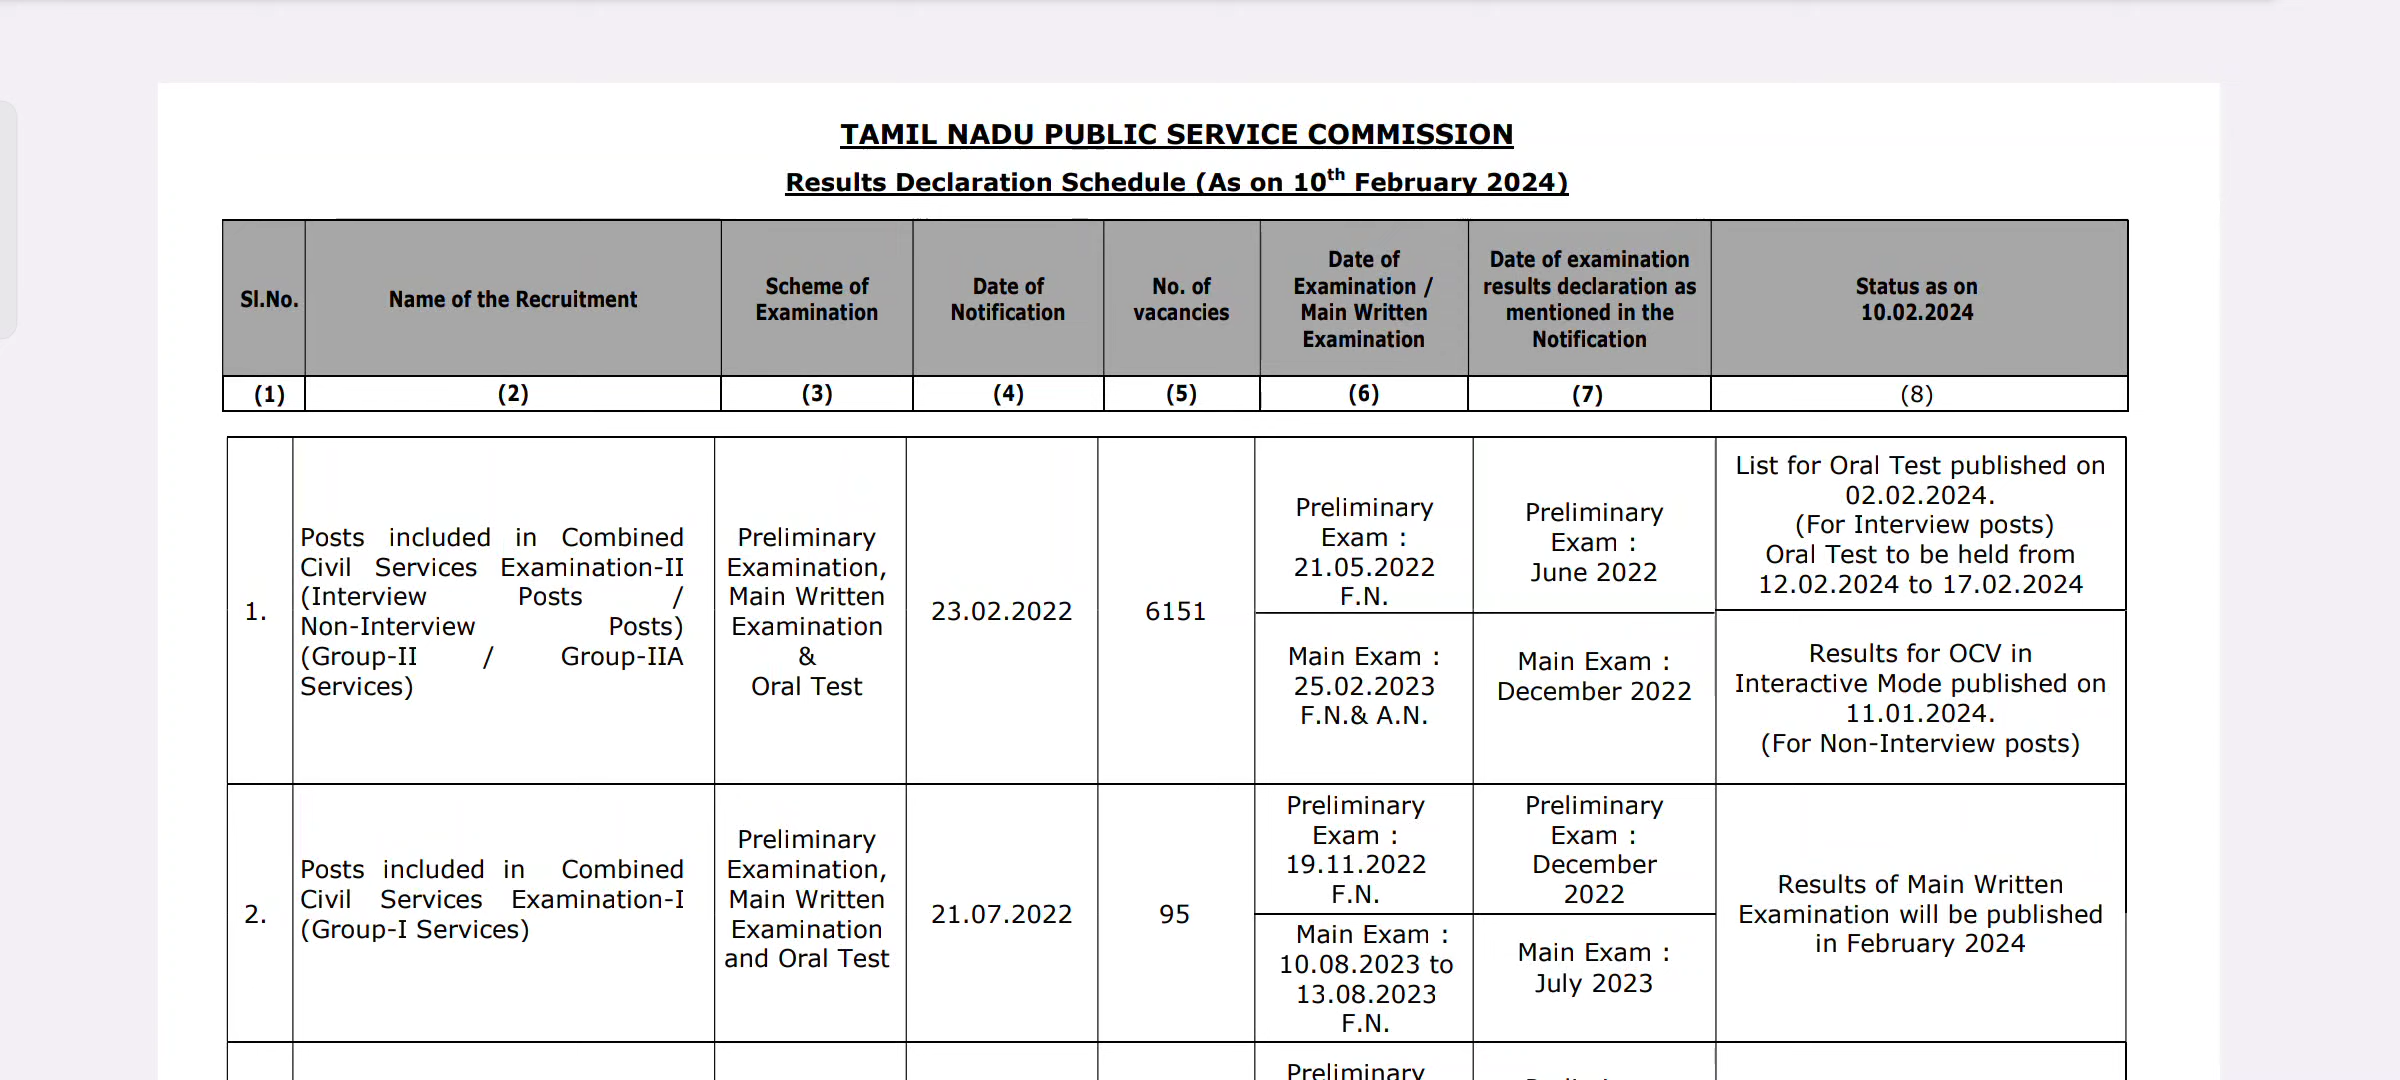 TAMIL NADU PUBLIC SERVICE COMMISSION
Results Declaration Schedule (As on 10th February 2024)
Sl.No.
Name of the Recruitment
Scheme of
Examination
Date of
Notification
No. of
vacancies
Date of
Examination /
Main Written
Examination
Date of examination
results declaration as
mentioned in the
Notification
Status as on
10.02.2024
(1) (2) (3) (4) (5) (6) (7) (8)
1.
Posts included in Combined
Civil Services Examination-II
(Interview Posts /
Non-Interview Posts)
(Group-II / Group-IIA
Services)
Preliminary
Examination,
Main Written
Examination
&
Oral Test
23.02.2022
6151
Preliminary
Exam :
21.05.2022
F.N.
Preliminary
Exam :
June 2022
List for Oral Test published on
02.02.2024.
(For Interview posts)
Oral Test to be held from
12.02.2024 to 17.02.2024
Main Exam :
25.02.2023
F.N.& A.N.
Main Exam :
December 2022
Results for OCV in
Interactive Mode published on
11.01.2024.
(For Non-Interview posts)
2.
Posts included in Combined
Civil Services Examination-I
(Group-I Services)
Preliminary
Examination,
Main Written
Examination
and Oral Test
21.07.2022
95
Preliminary
Exam :
19.11.2022
F.N.
Preliminary
Exam :
December
2022
Results of Main Written
Examination will be published
in February 2024
Main Exam :
10.08.2023 to
13.08.2023
F.N.
Main Exam :
July 2023
Preliminary